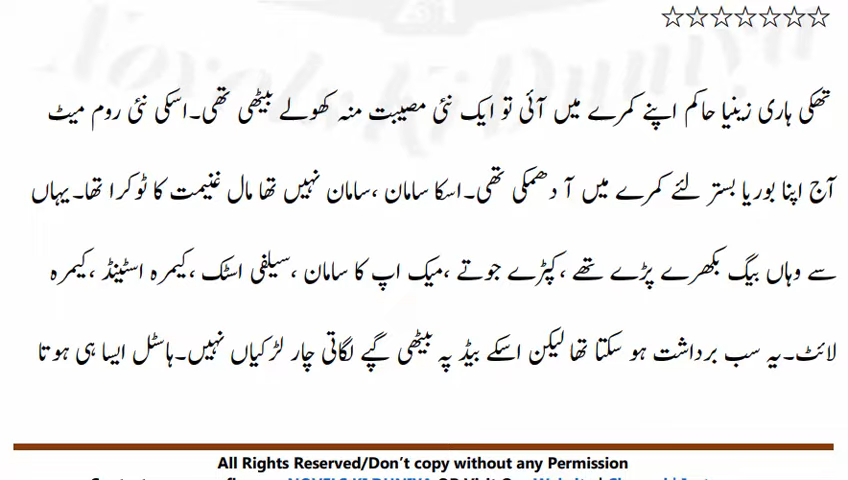 ☆☆☆☆☆☆☆
تھکی ہاری زینیا حاکم اپنے کمرے میں آئی تو ایک نئی مصیبت منہ کھولے بیٹھی تھی۔اسکی نئی روم میٹ
آج اپنا بوریا بستر لئے کمرے میں آ دھمکی تھی۔اسکا سامان ،سامان نہیں تھا مال غنیمت کا ٹوکرا تھا۔یہاں
سے وہاں بیگ بکھرے پڑے تھے ،کپڑے جوتے ،میک اپ کا سامان ،سیلفی اسٹک ،کیمرہ اسٹینڈ ،کیمرہ
لائٹ۔یہ سب برداشت ہو سکتا تھا لیکن اسکے بیڈ پہ بیٹھی گپے لگاتی چار لڑکیاں نہیں۔ہاسٹل ایسا ہی ہوتا
All Rights Reserved/Don't copy without any Permission